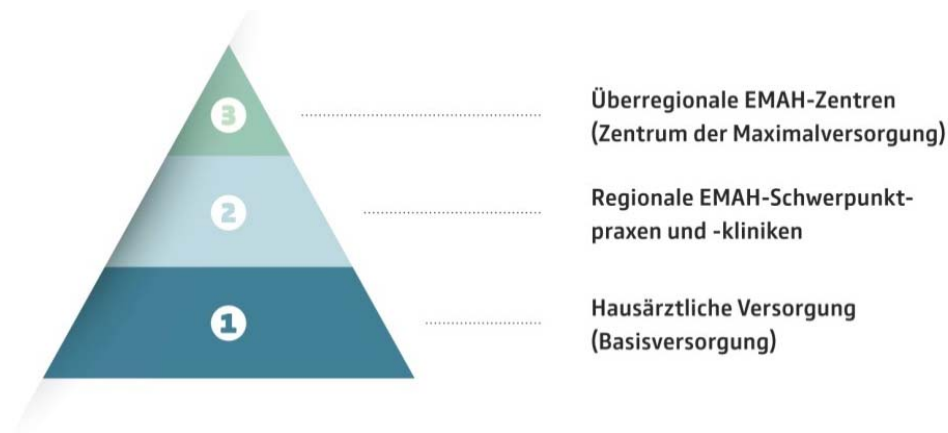 3
Überregionale EMAH-Zentren
(Zentrum der Maximalversorgung)
2
Regionale EMAH-Schwerpunkt-
praxen und -kliniken
1
Hausärztliche Versorgung
(Basisversorgung)